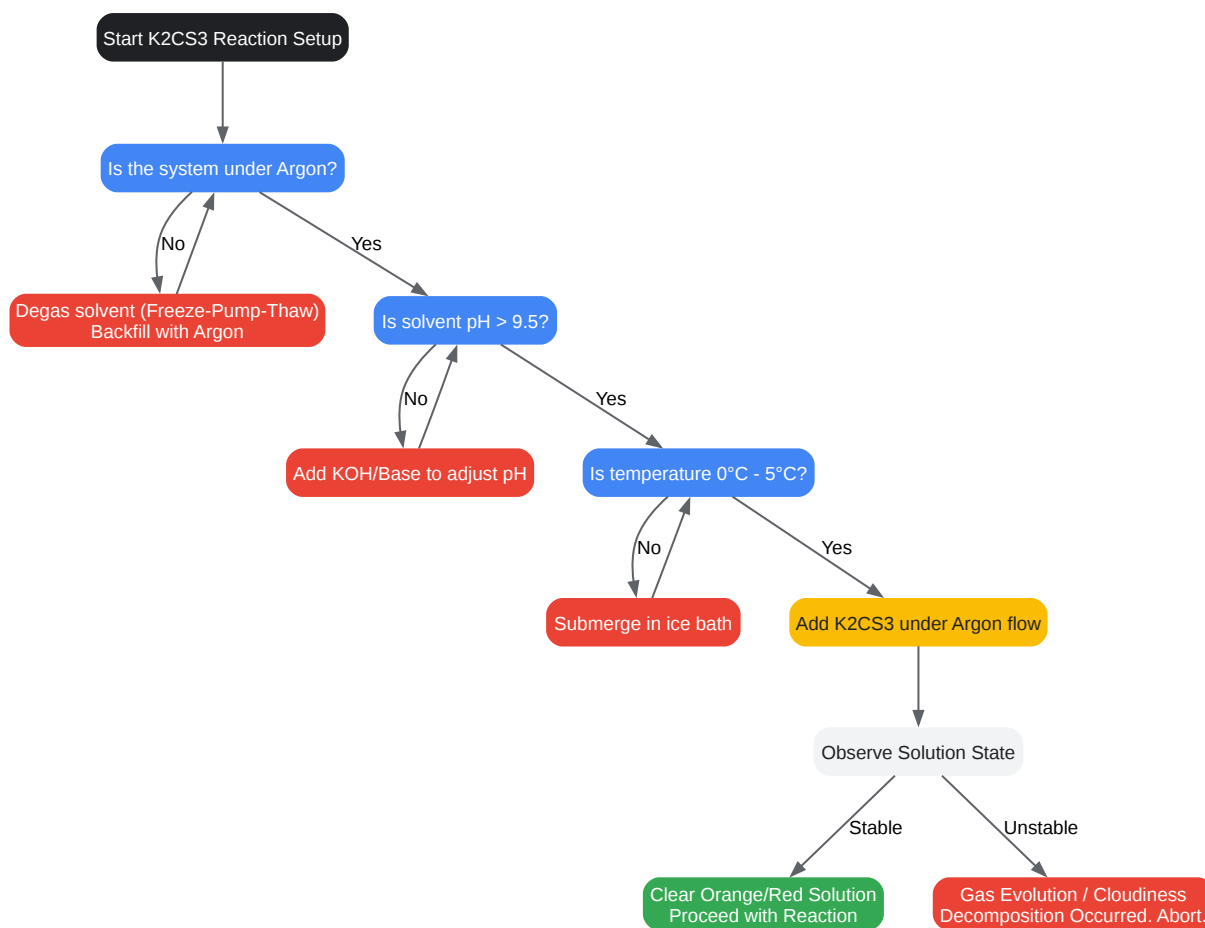 Start K2CS3 Reaction Setup
Is the system under Argon?
No
Yes
Degas solvent (Freeze-Pump-Thaw)
Backfill with Argon
Is solvent pH > 9.5?
No
Yes
Add KOH/Base to adjust pH
Is temperature 0°C - 5°C?
No
Yes
Submerge in ice bath
Add K2CS3 under Argon flow
Observe Solution State
Stable
Unstable
Clear Orange/Red Solution
Proceed with Reaction
Gas Evolution / Cloudiness
Decomposition Occurred. Abort.